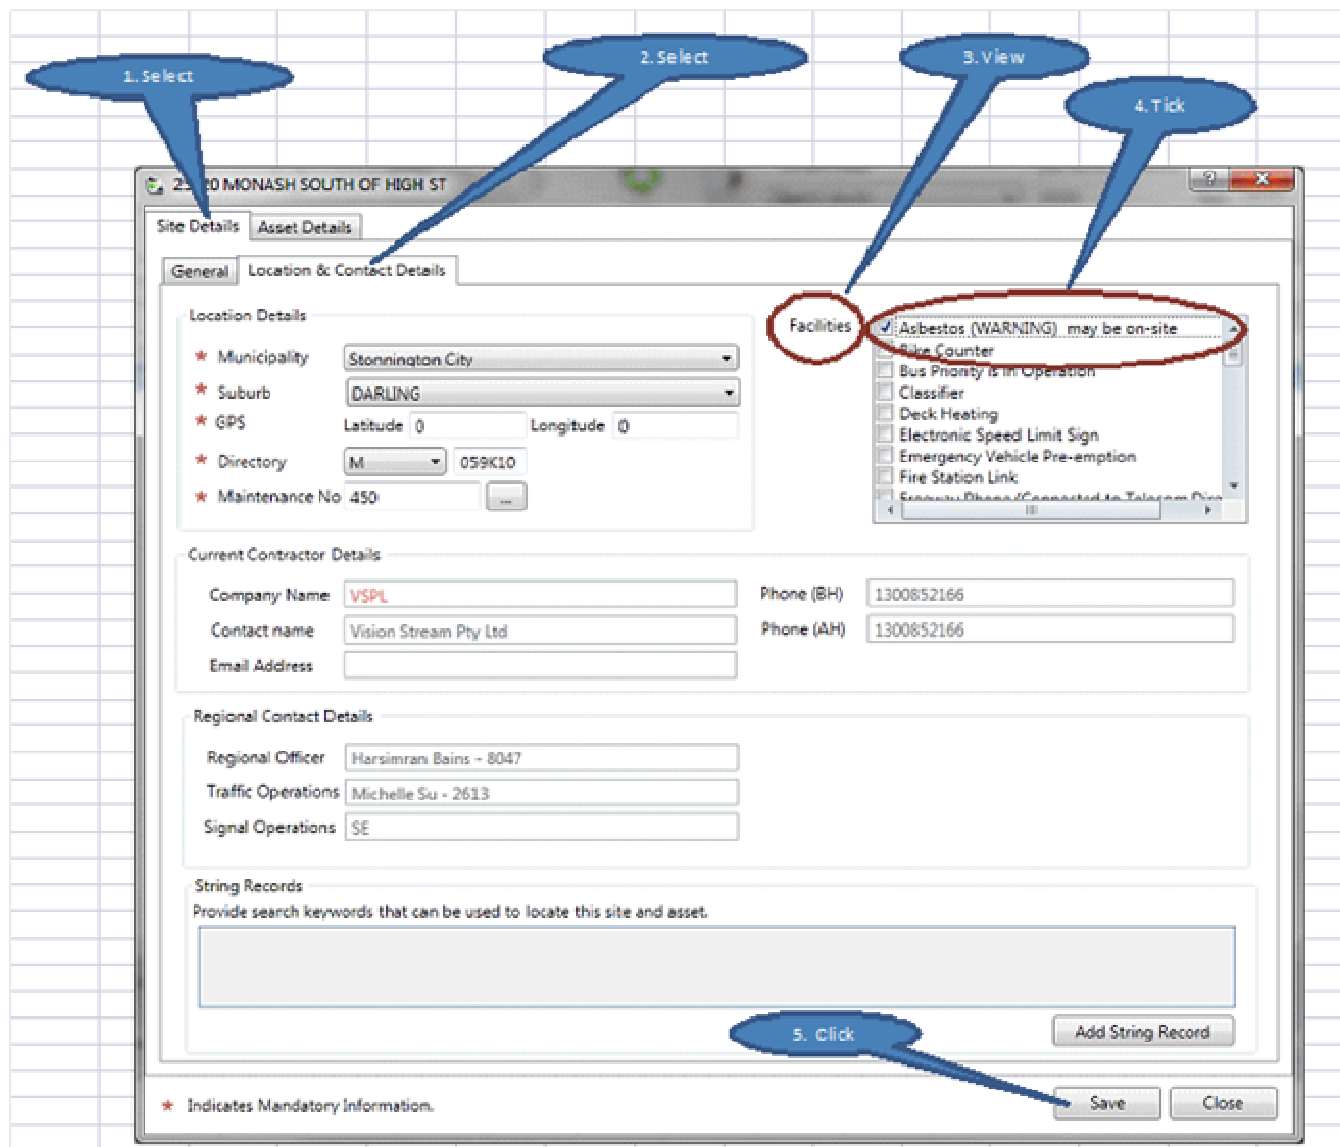 1. Select
2. Select
3. View
4. Tick
MONASH SOUTH OF HIGH ST
Site Details
Asset Details
General
Location & Contact Details
Location Details
* Municipality Stonnington City
* Suburb DARLING
* GPS Latitude 0 Longitude 0
* Directory M 059K10
* Maintenance No 450 ...
Facilities
Asbestos (WARNING) may be on-site
Bike Counter
Bus Priority is in Operation
Classifier
Deck Heating
Electronic Speed Limit Sign
Emergency Vehicle Pre-emption
Fire Station Link
Freeway Phone (Connected to Telecom Dire
Current Contractor Details
Company Name VSPL
Phone (BH) 1300852166
Contact name Vision Stream Pty Ltd
Phone (AH) 1300852166
Email Address
Regional Contact Details
Regional Officer Harsimran Bains - 8047
Traffic Operations Michelle Su - 2613
Signal Operations SE
String Records
Provide search keywords that can be used to locate this site and asset.
5. Click
Add String Record
* Indicates Mandatory Information.
Save
Close